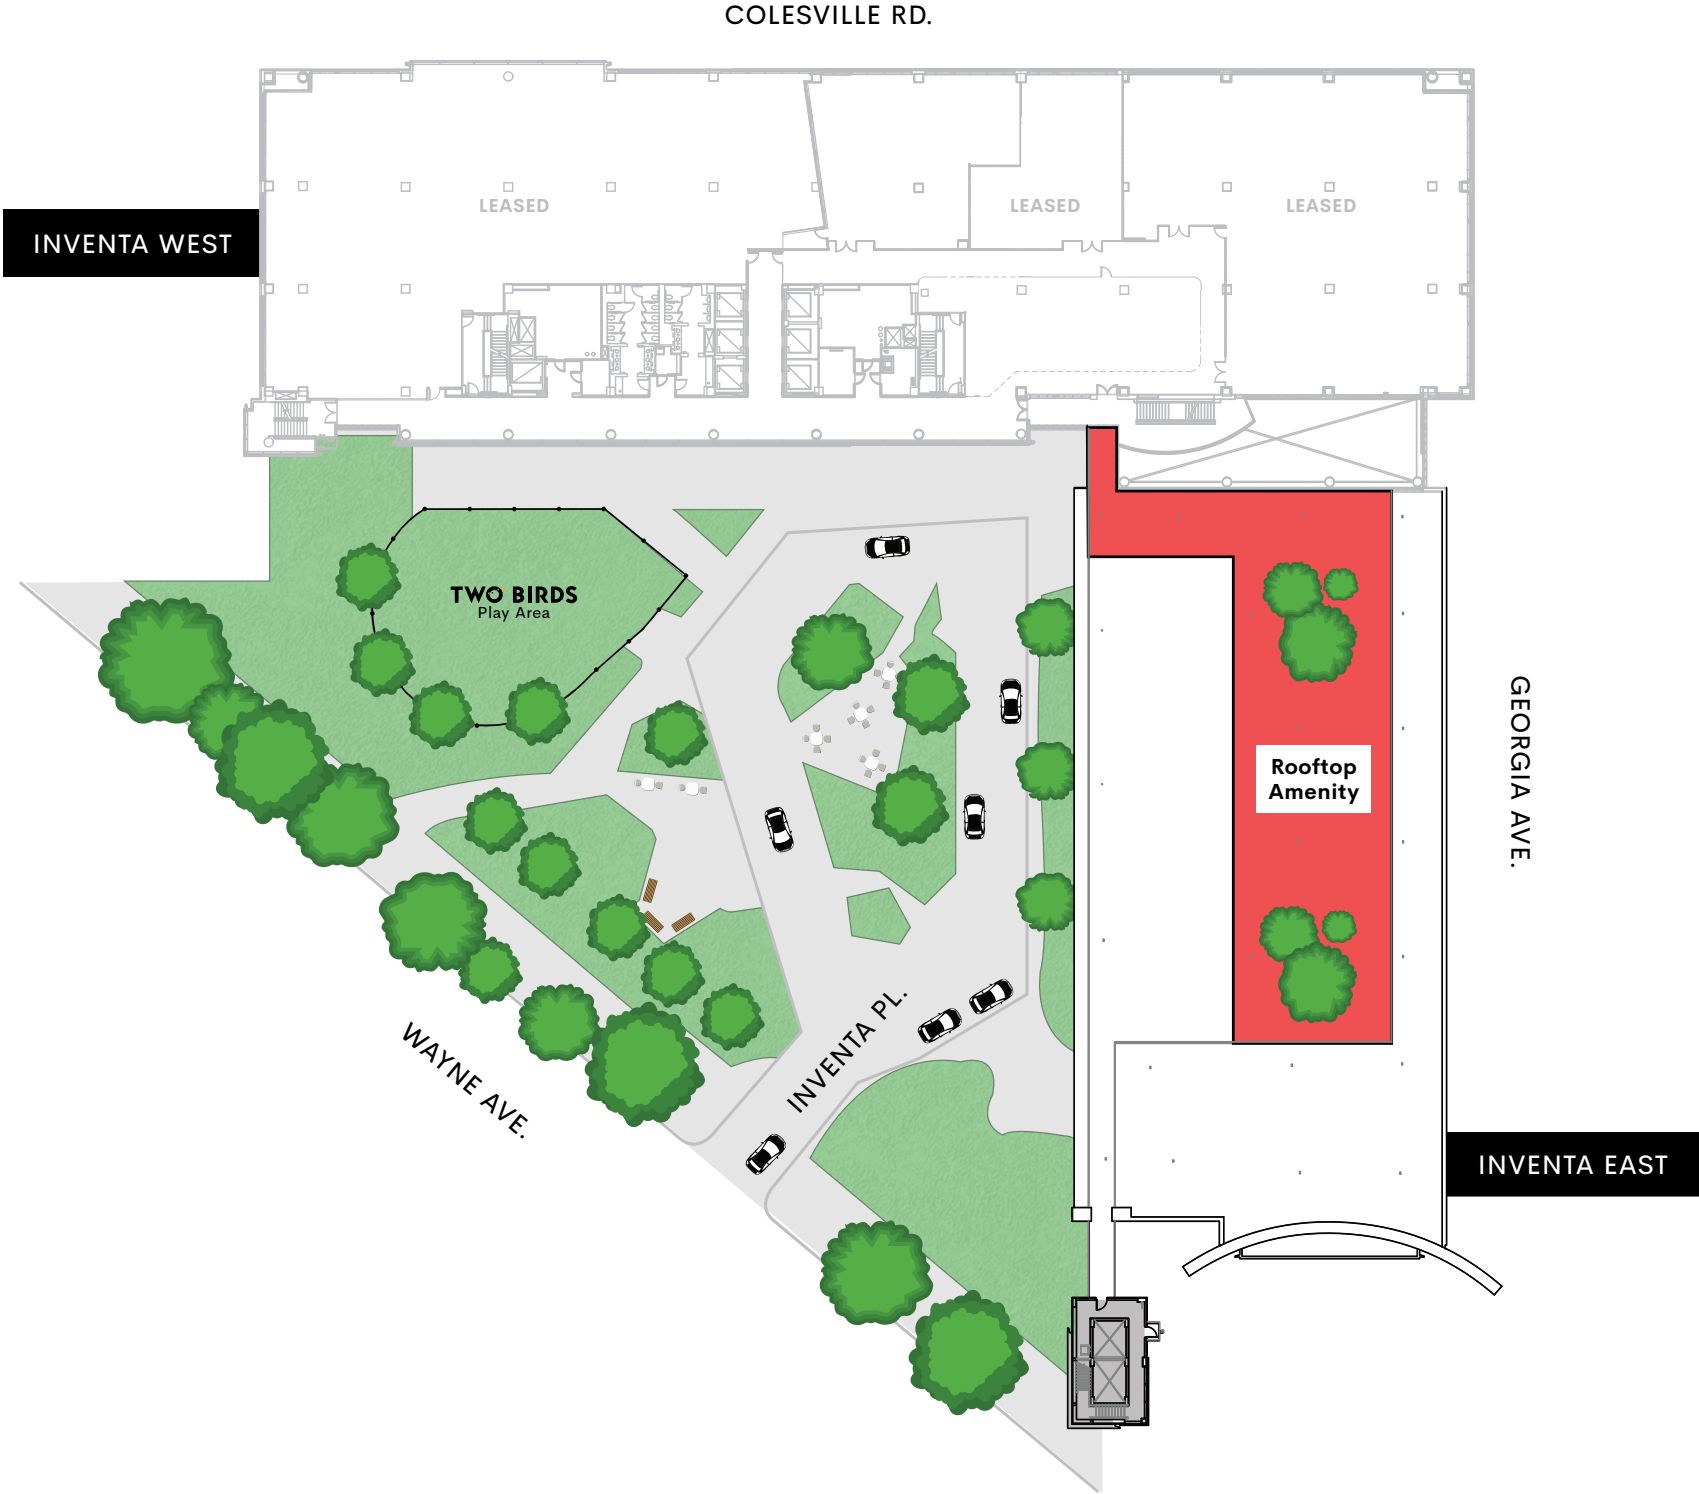 COLESVILLE RD.
INVENTA WEST
LEASED
LEASED
LEASED
TWO BIRDS
Play Area
Rooftop
Amenity
GEORGIA AVE.
INVENTA PL.
WAYNE AVE.
INVENTA EAST